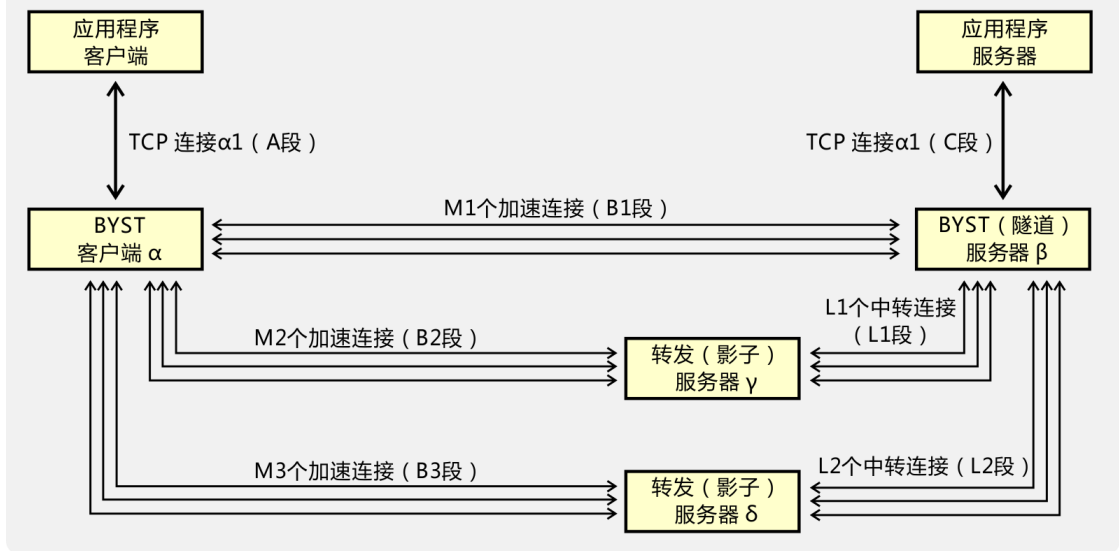 应用程序
客户端
应用程序
服务器
TCP 连接α1（A段）
TCP 连接α1（C段）
M1个加速连接（B1段）
BYST
客户端 α
BYST（隧道）
服务器 β
L1个中转连接
（L1段）
M2个加速连接（B2段）
转发（影子）
服务器 γ
M3个加速连接（B3段）
L2个中转连接（L2段）
转发（影子）
服务器 δ